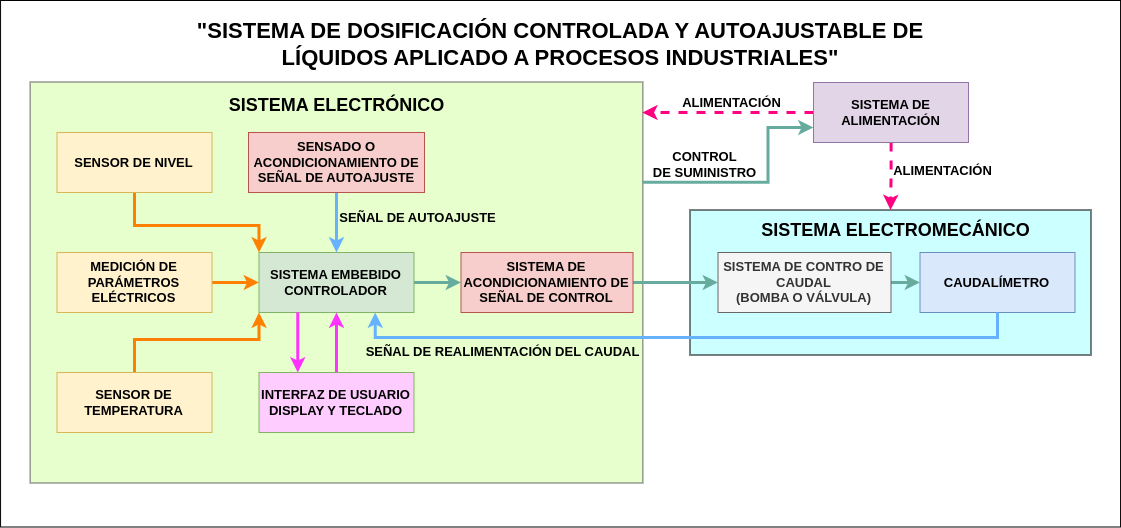 "SISTEMA DE DOSIFICACIÓN CONTROLADA Y AUTOAJUSTABLE DE
LÍQUIDOS APLICADO A PROCESOS INDUSTRIALES"
SISTEMA ELECTRÓNICO
SENSOR DE NIVEL
SENSADO O
ACONDICIONAMIENTO DE
SEÑAL DE AUTOAJUSTE
SEÑAL DE AUTOAJUSTE
MEDICIÓN DE
PARÁMETROS
ELÉCTRICOS
SISTEMA EMBEBIDO
CONTROLADOR
SISTEMA DE
ACONDICIONAMIENTO DE
SEÑAL DE CONTROL
SEÑAL DE REALIMENTACIÓN DEL CAUDAL
SENSOR DE
TEMPERATURA
INTERFAZ DE USUARIO
DISPLAY Y TECLADO
ALIMENTACIÓN
SISTEMA DE
ALIMENTACIÓN
CONTROL
DE SUMINISTRO
ALIMENTACIÓN
SISTEMA ELECTROMECÁNICO
SISTEMA DE CONTRO DE
CAUDAL
(BOMBA O VÁLVULA)
CAUDALÍMETRO